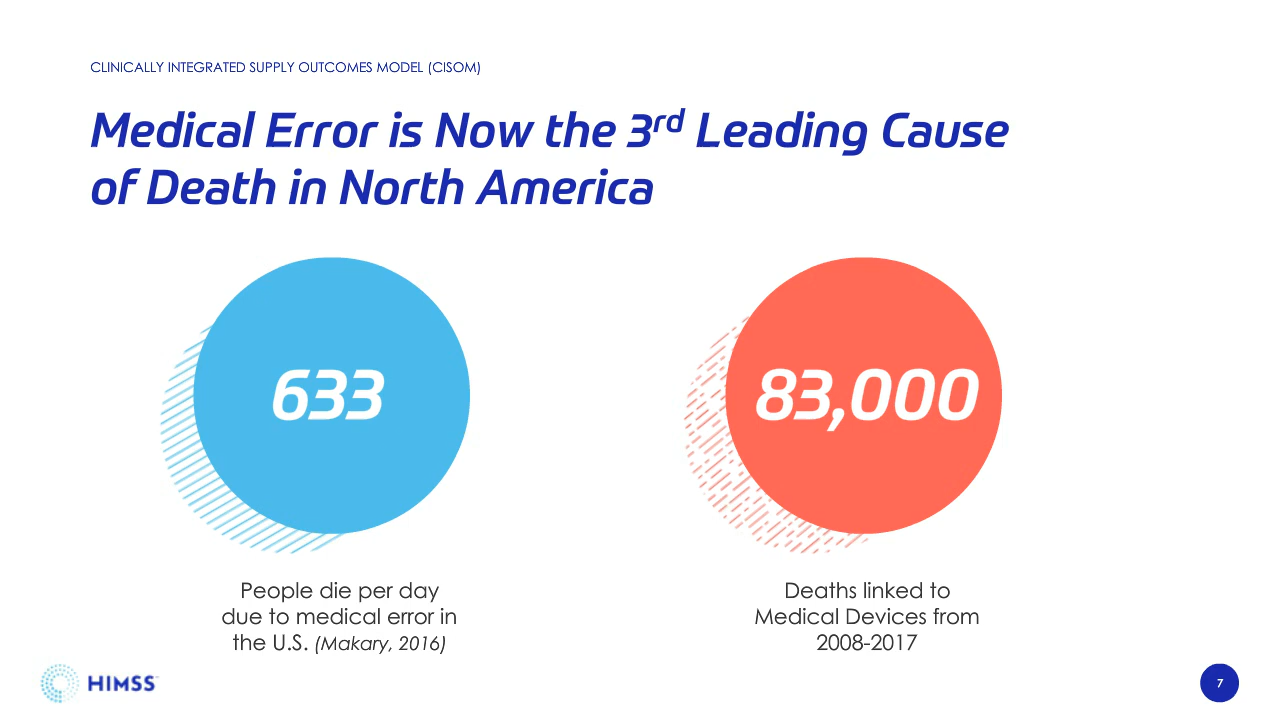 CLINICALLY INTEGRATED SUPPLY OUTCOMES MODEL (CISOM)
Medical Error is Now the 3rd Leading Cause
of Death in North America
633
83,000
People die per day
due to medical error in
the U.S. (Makary, 2016)
Deaths linked to
Medical Devices from
2008-2017
HIMSS
7